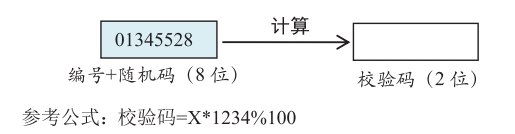 计算
01345528
编号+随机码（8 位）
校验码（2 位）
参考公式：校验码=X*1234%100